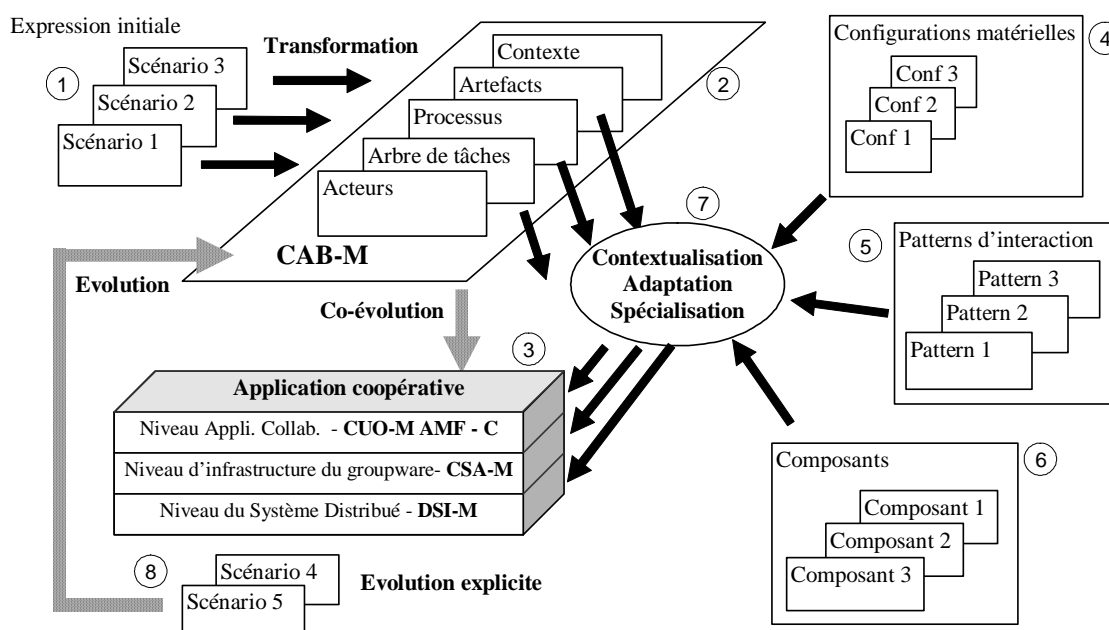 Expression initiale
Transformation
1
Scénario 3
Scénario 2
Scénario 1
Contexte
Artefacts
Processus
Arbre de tâches
Acteurs
CAB-M
2
Configurations matérielles
4
Conf 3
Conf 2
Conf 1
7
Contextualisation
Adaptation
Spécialisation
5
Patterns d’interaction
Pattern 3
Pattern 2
Pattern 1
Evolution
Co-évolution
3
Application coopérative
Niveau Appli. Collab. - CUO-M AMF - C
Niveau d’infrastructure du groupware- CSA-M
Niveau du Système Distribué - DSI-M
Composants
6
Composant 1
Composant 2
Composant 3
8
Scénario 4
Scénario 5
Evolution explicite